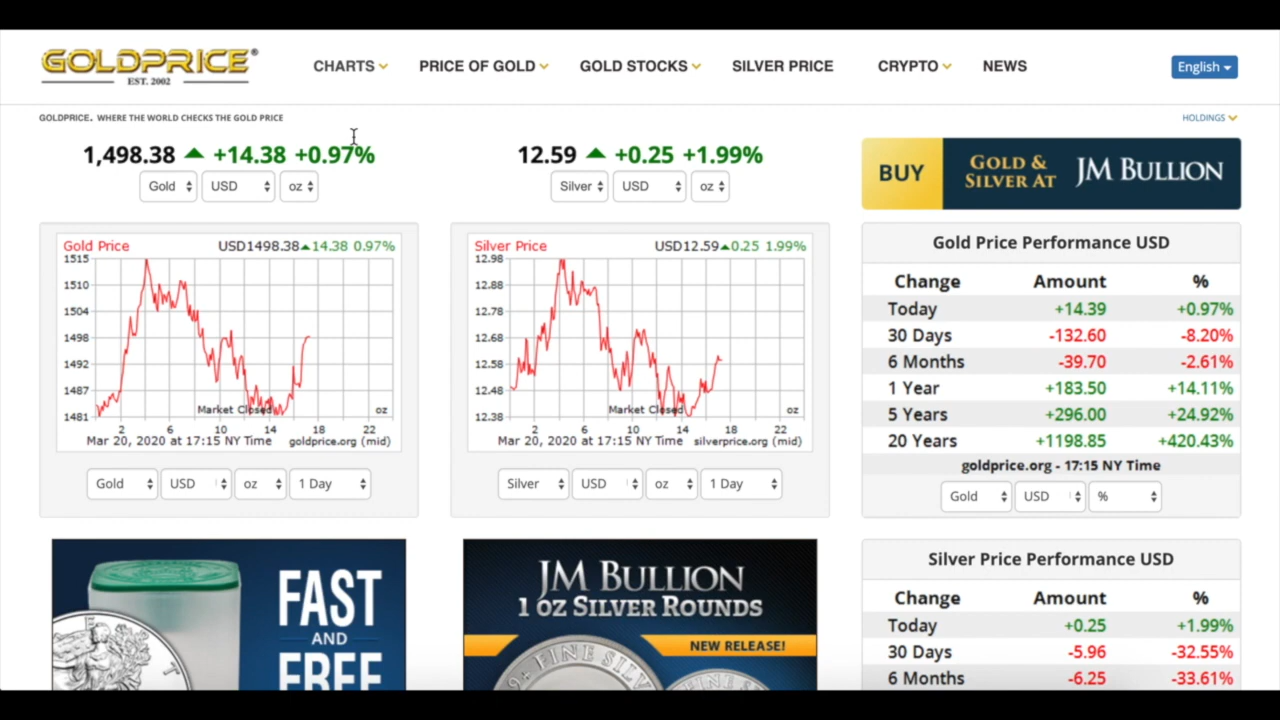 GOLDPRICE®
EST. 2002
CHARTS PRICE OF GOLD GOLD STOCKS SILVER PRICE CRYPTO NEWS
English
GOLDPRICE. WHERE THE WORLD CHECKS THE GOLD PRICE
HOLDINGS
1,498.38 +14.38 +0.97%
Gold USD oz
12.59 +0.25 +1.99%
Silver USD oz
BUY GOLD & SILVER AT JM BULLION
Gold Price USD1498.38▲14.38 0.97%
1515
1510
1504
1498
1492
1487
1481
Market Closed oz
2 6 10 14 18 22
Mar 20, 2020 at 17:15 NY Time goldprice.org (mid)
Gold USD oz 1 Day
Silver Price USD12.59▲0.25 1.99%
12.98
12.88
12.78
12.68
12.58
12.48
12.38
Market Closed oz
2 6 10 14 18 22
Mar 20, 2020 at 17:15 NY Time silverprice.org (mid)
Silver USD oz 1 Day
Gold Price Performance USD
Change Amount %
Today +14.39 +0.97%
30 Days -132.60 -8.20%
6 Months -39.70 -2.61%
1 Year +183.50 +14.11%
5 Years +296.00 +24.92%
20 Years +1198.85 +420.43%
goldprice.org - 17:15 NY Time
Gold USD %
FAST
AND
FREE
JM BULLION
1 OZ SILVER ROUNDS
NEW RELEASE!
FINE SIL
Silver Price Performance USD
Change Amount %
Today +0.25 +1.99%
30 Days -5.96 -32.55%
6 Months -6.25 -33.61%